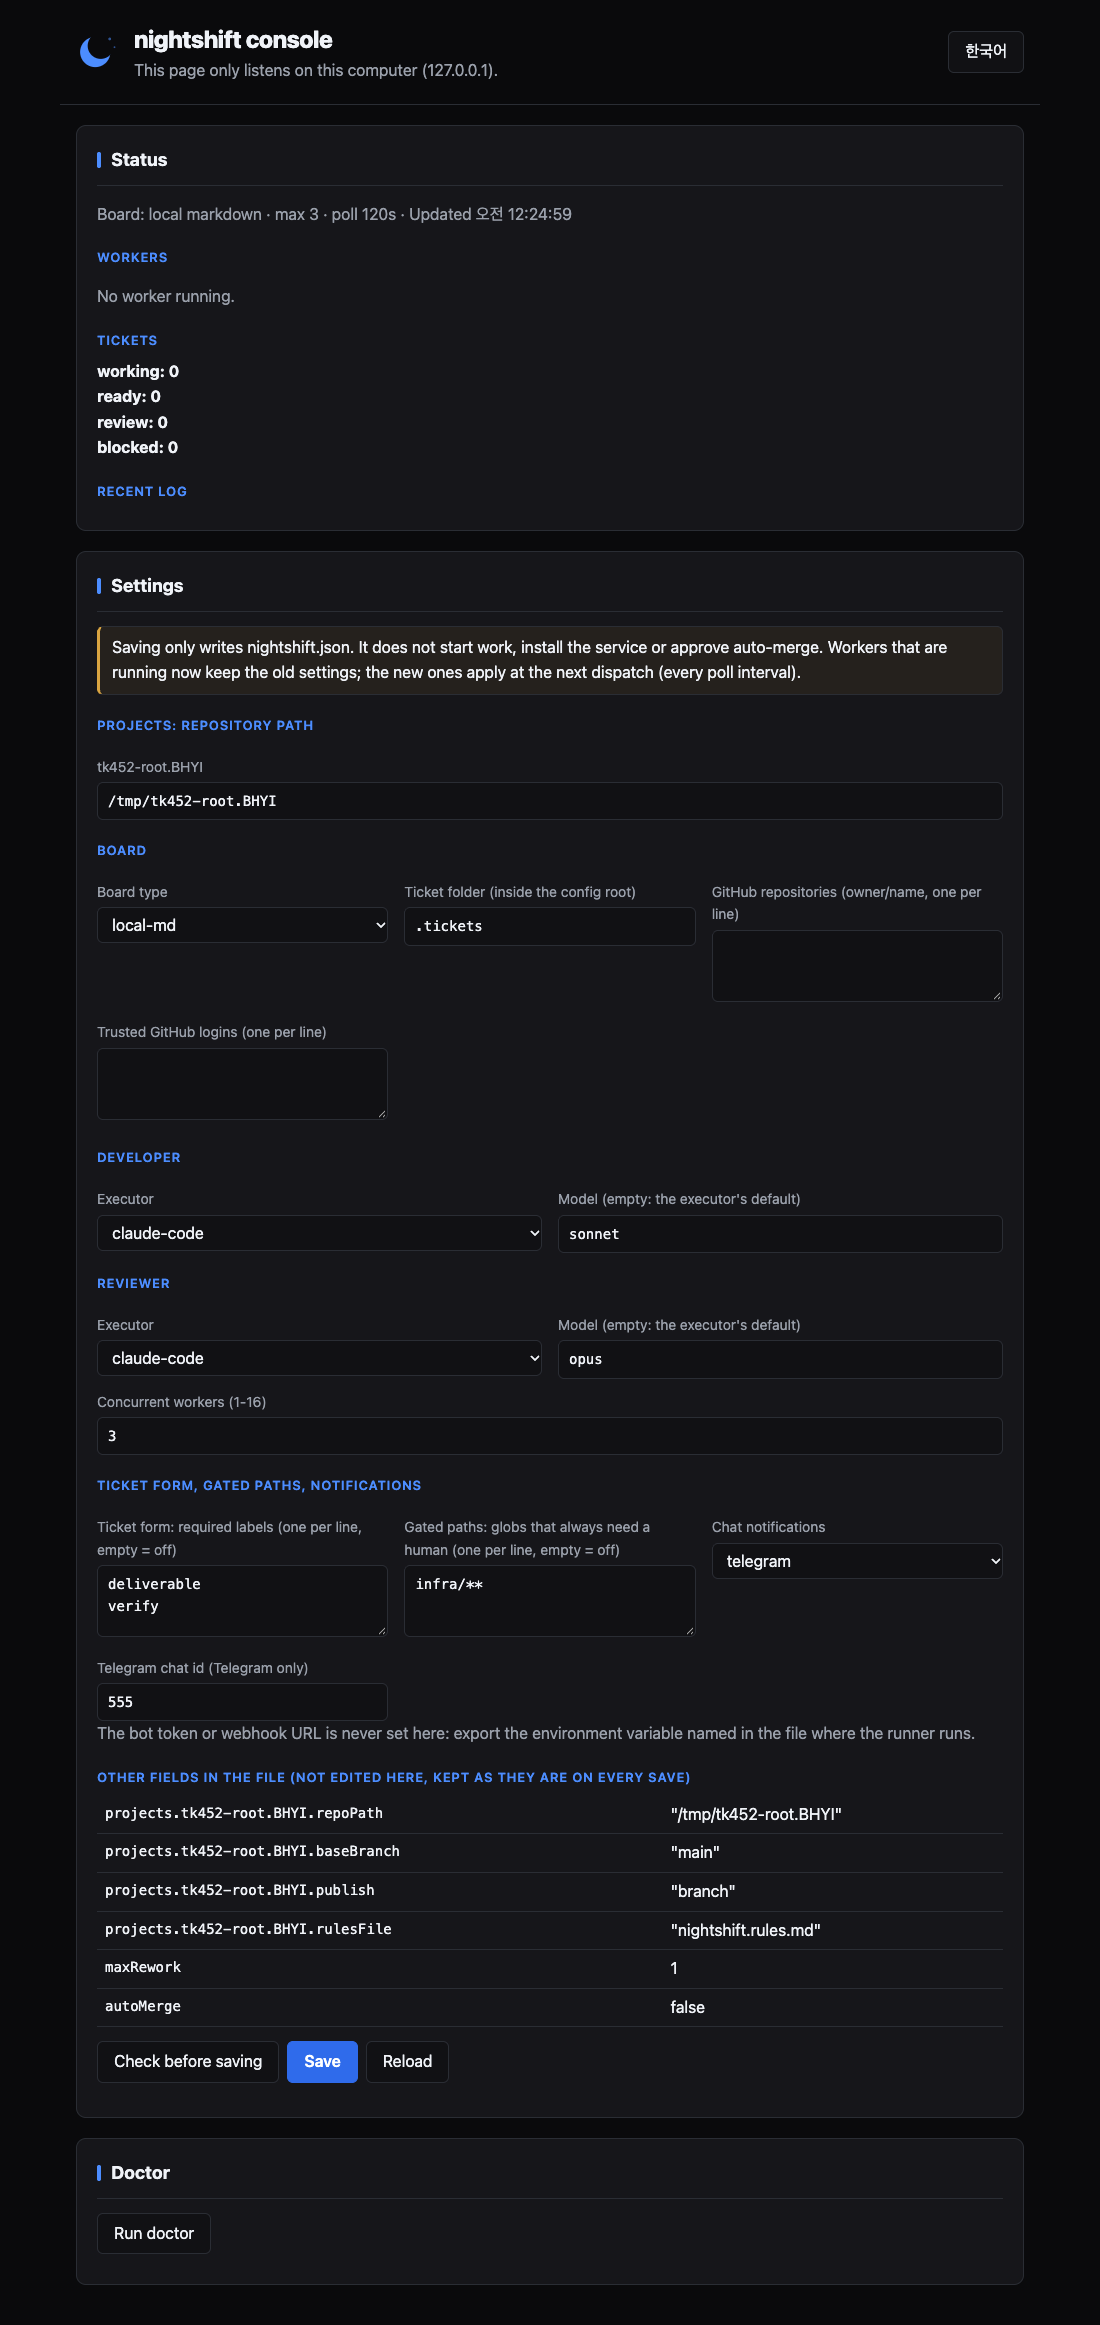 nightshift console
This page only listens on this computer (127.0.0.1).
한국어
Status
Board: local markdown · max 3 · poll 120s · Updated 오전 12:24:59
WORKERS
No worker running.
TICKETS
working: 0
ready: 0
review: 0
blocked: 0
RECENT LOG
Settings
Saving only writes nightshift.json. It does not start work, install the service or approve auto-merge. Workers that are
running now keep the old settings; the new ones apply at the next dispatch (every poll interval).
PROJECTS: REPOSITORY PATH
tk452-root.BHYI
/tmp/tk452-root.BHYI
BOARD
Board type
local-md
Ticket folder (inside the config root)
.tickets
GitHub repositories (owner/name, one per
line)
Trusted GitHub logins (one per line)
DEVELOPER
Executor
claude-code
Model (empty: the executor's default)
sonnet
REVIEWER
Executor
claude-code
Model (empty: the executor's default)
opus
Concurrent workers (1-16)
3
TICKET FORM, GATED PATHS, NOTIFICATIONS
Ticket form: required labels (one per line,
empty = off)
deliverable
verify
Gated paths: globs that always need a
human (one per line, empty = off)
infra/**
Chat notifications
telegram
Telegram chat id (Telegram only)
555
The bot token or webhook URL is never set here: export the environment variable named in the file where the runner runs.
OTHER FIELDS IN THE FILE (NOT EDITED HERE, KEPT AS THEY ARE ON EVERY SAVE)
projects.tk452-root.BHYI.repoPath "/tmp/tk452-root.BHYI"
projects.tk452-root.BHYI.baseBranch "main"
projects.tk452-root.BHYI.publish "branch"
projects.tk452-root.BHYI.rulesFile "nightshift.rules.md"
maxRework 1
autoMerge false
Check before saving Save Reload
Doctor
Run doctor